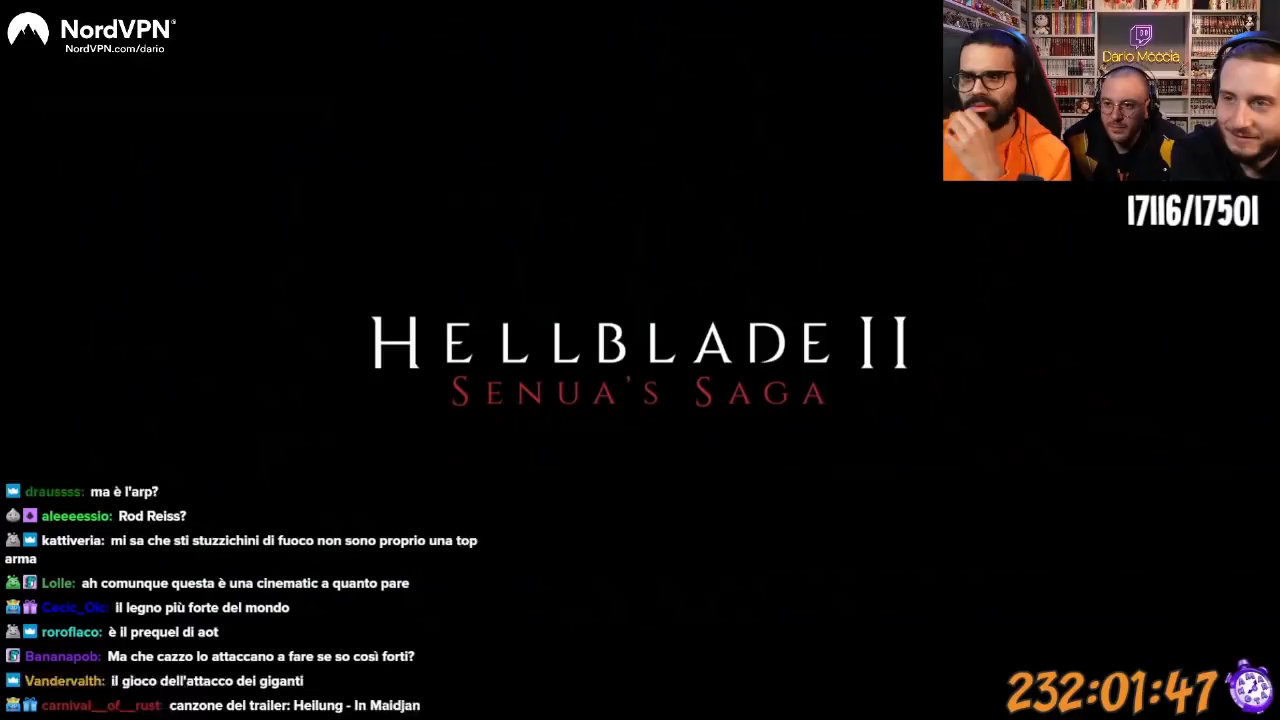 NordVPN®
NordVPN.com/dario
Dario Moccia
17116/17501
HELLBLADE II
SENUA'S SAGA
draussss: ma è l'arp?
aleeeessio: Rod Reiss?
kattiveria: mi sa che sti stuzzichini di fuoco non sono proprio una top
arma
Lolle: ah comunque questa è una cinematic a quanto pare
Cecic_Oic: il legno più forte del mondo
roroflaco: è il prequel di aot
Bananapob: Ma che cazzo lo attaccano a fare se so così forti?
Vandervalth: il gioco dell'attacco dei giganti
carnival__of__rust: canzone del trailer: Heilung - In Maidjan
232:01:47